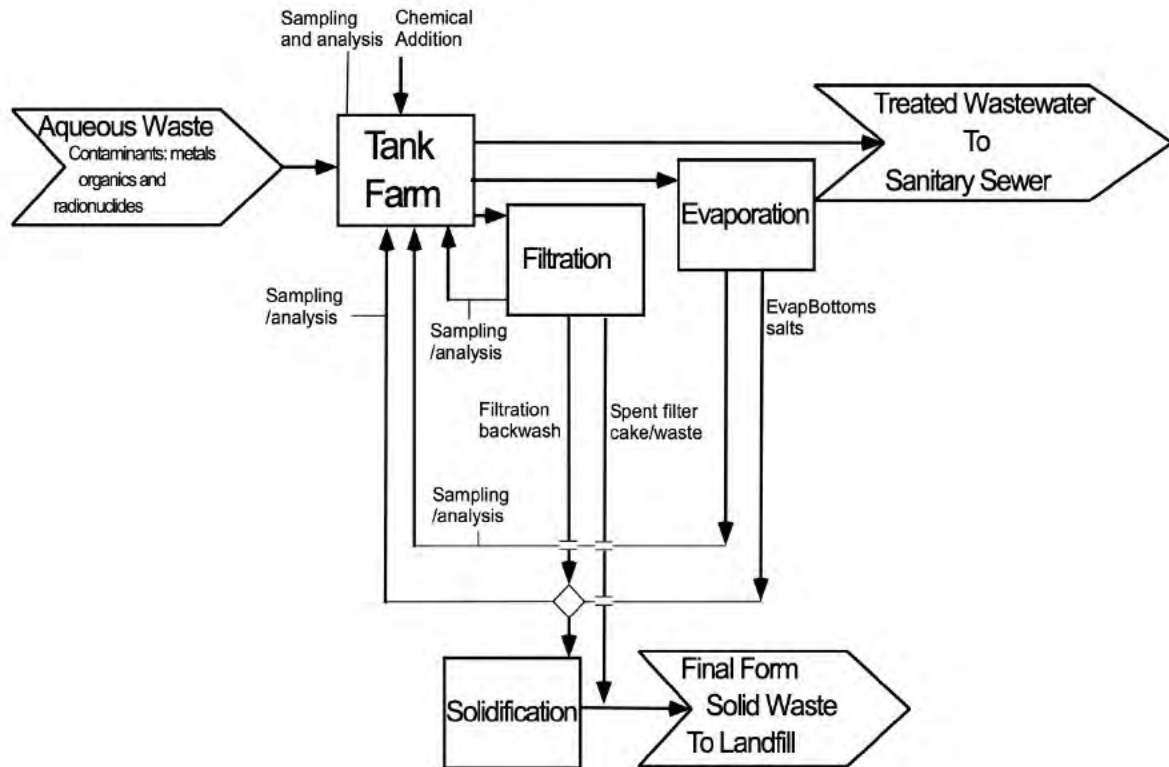 Sampling
and analysis
Chemical
Addition
Aqueous Waste
Contaminants: metals
organics and
radionuclides
Tank
Farm
Treated Wastewater
To
Sanitary Sewer
Evaporation
Filtration
Sampling
/analysis
Sampling
/analysis
EvapBottoms
salts
Filtration
backwash
Spent filter
cake/waste
Sampling
/analysis
Solidification
Final Form
Solid Waste
To Landfill